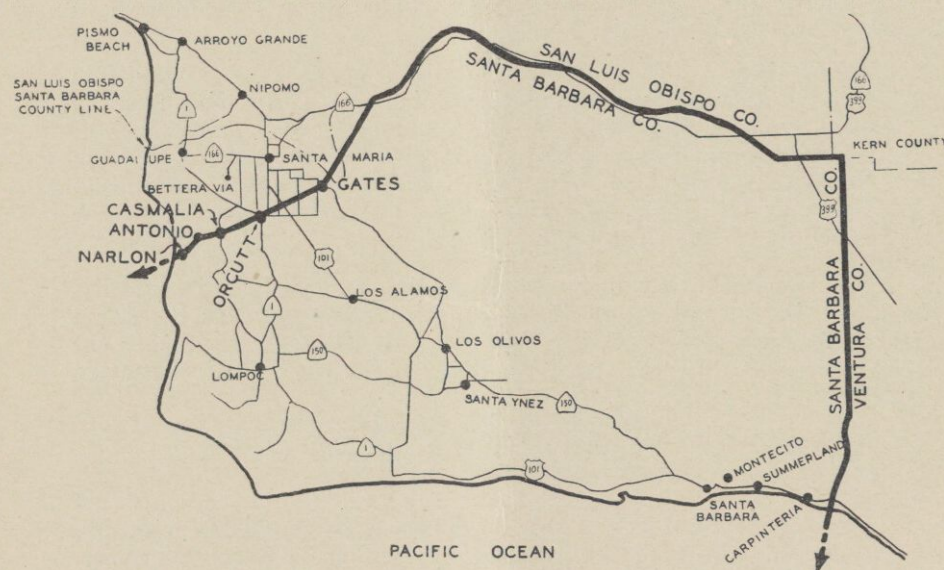 PISMO
BEACH
ARROYO GRANDE
SAN LUIS OBISPO
SANTA BARBARA
COUNTY LINE
NIPOMO
1
166
166
GUADALUPE
SANTA MARIA
BETTERA VIA
GATES
CASMALIA
ANTONIO
NARLON
ORCUTT
101
LOS ALAMOS
1
LOMPOC
150
LOS OLIVOS
SANTA YNEZ
150
1
101
SAN LUIS OBISPO CO.
SANTA BARBARA CO.
399
KERN COUNTY
399
SANTA BARBARA CO.
VENTURA CO.
MONTECITO
SUMMERLAND
SANTA
BARBARA
CARPINTERIA
PACIFIC OCEAN